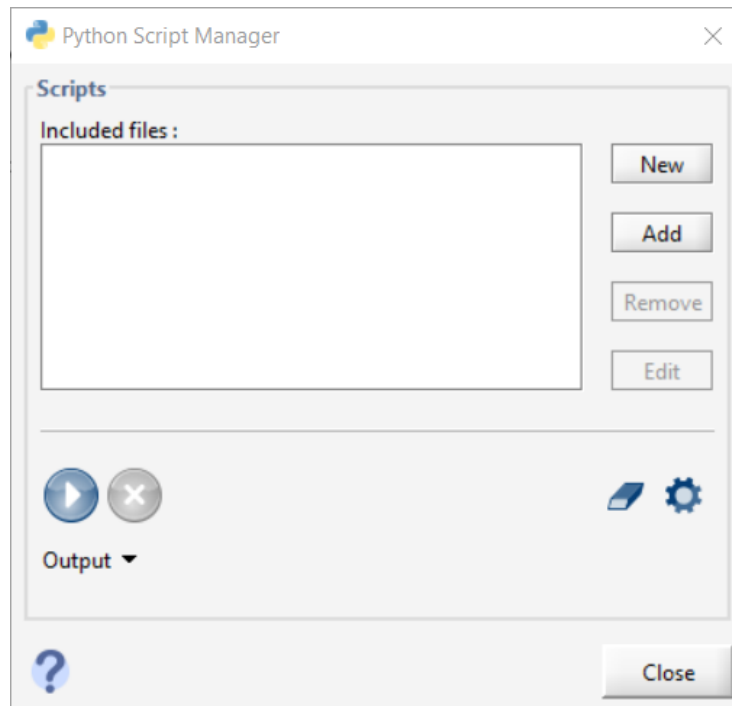 Python Script Manager
Scripts
Included files :
New
Add
Remove
Edit
Output
Close